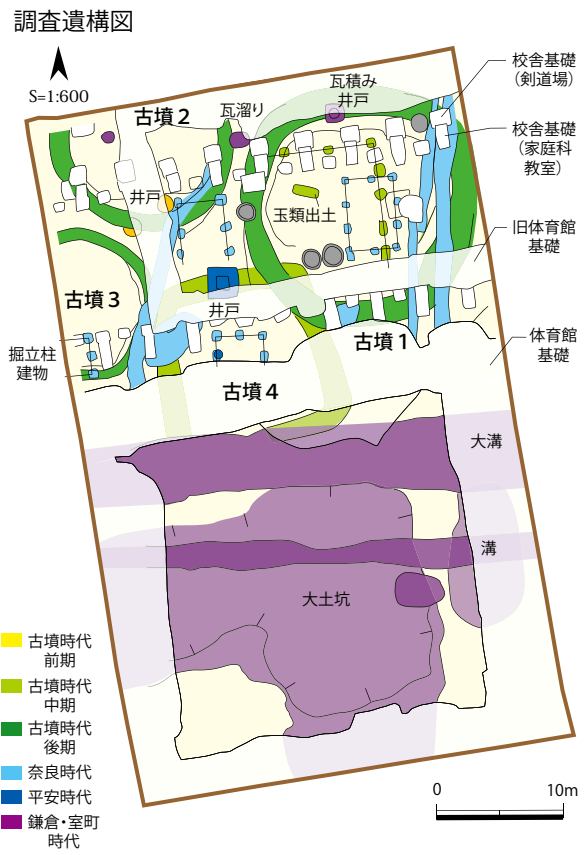 調査遺構図
S=1:600
校舎基礎
（剣道場）
瓦積み
井戸
古墳2
瓦溜り
校舎基礎
（家庭科
教室）
井戸
玉類出土
旧体育館
基礎
古墳3
井戸
古墳1
掘立柱
建物
体育館
基礎
古墳4
大溝
溝
大土坑
古墳時代
前期
古墳時代
中期
古墳時代
後期
奈良時代
平安時代
鎌倉・室町
時代
0 10m